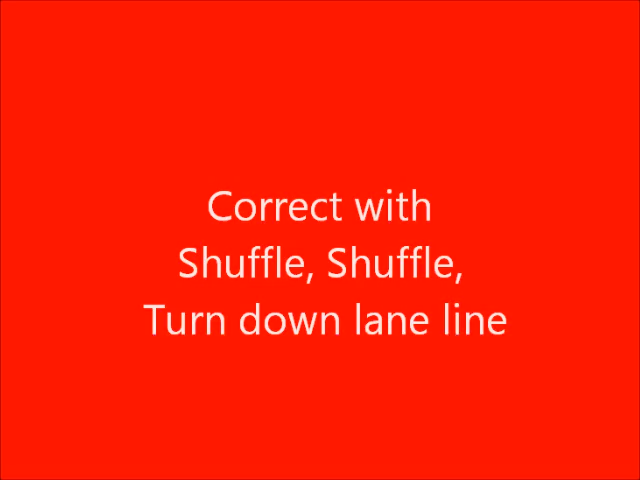 Correct with
Shuffle, Shuffle,
Turn down lane line